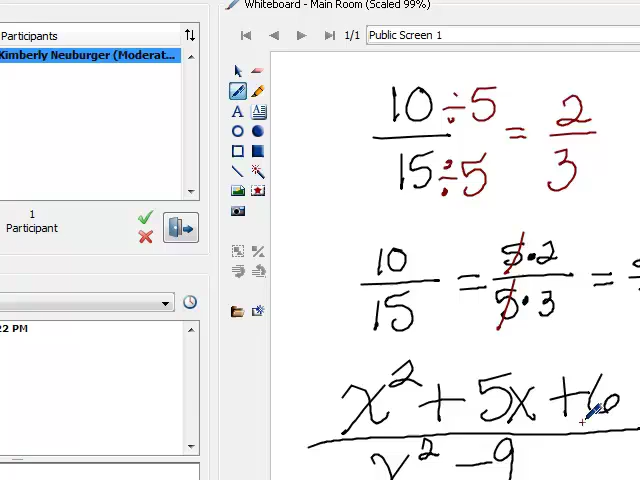 Whiteboard - Main Room (Scaled 99%)
Participants
1/1 Public Screen 1
Kimberly Neuburger (Moderat...
10 ÷5 = 2
15 ÷5 3
1
Participant
10 = 5·2 =
15 5·3
22 PM
x² + 5x + 6
x² - 9